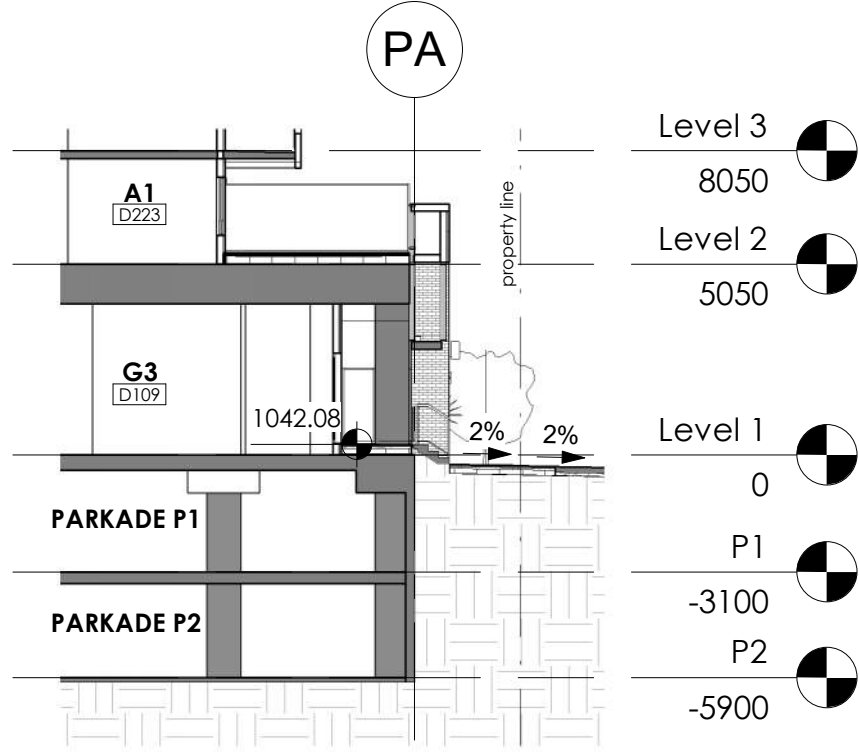 PA
Level 3
8050
A1
D223
property line
Level 2
5050
G3
D109
1042.08
2%
2%
Level 1
0
PARKADE P1
P1
-3100
PARKADE P2
P2
-5900